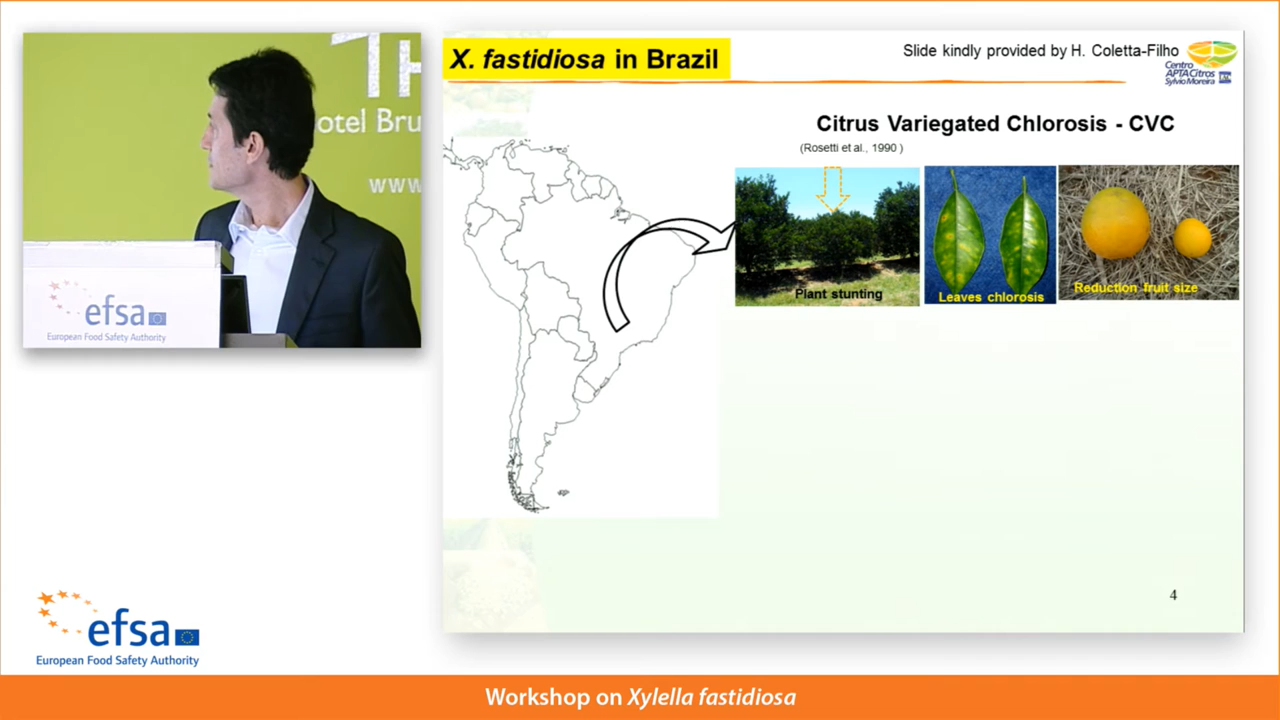 TH
otel Bru
www
efsa
European Food Safety Authority
X. fastidiosa in Brazil
Slide kindly provided by H. Coletta-Filho
Centro
APTACitros
Sylvio Moreira
Citrus Variegated Chlorosis - CVC
(Rosetti et al., 1990 )
Plant stunting
Leaves chlorosis
Reduction fruit size
4
efsa
European Food Safety Authority
Workshop on Xylella fastidiosa